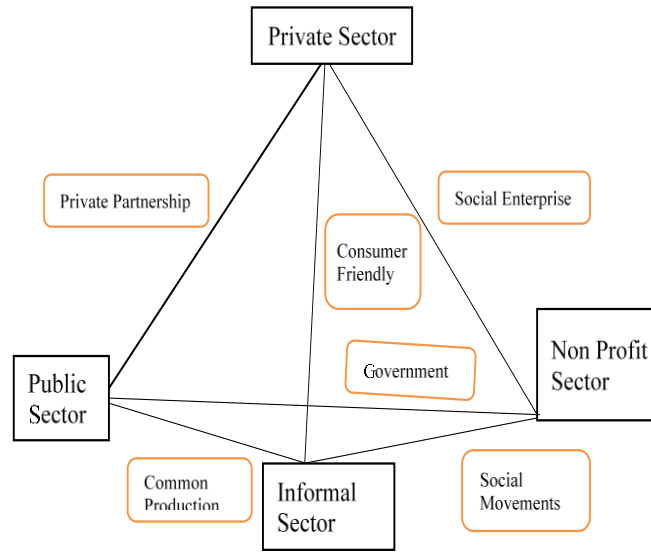 Private Sector
Private Partnership
Social Enterprise
Consumer
Friendly
Government
Non Profit
Sector
Public
Sector
Common
Production
Informal
Sector
Social
Movements